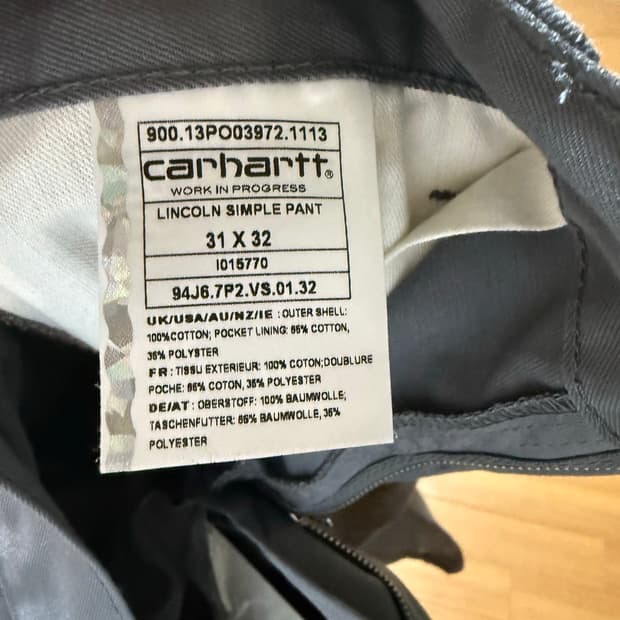 900.13PO03972.1113
carhartt®
WORK IN PROGRESS
LINCOLN SIMPLE PANT
31 X 32
I015770
94J6.7P2.VS.01.32
UK/USA/AU/NZ/IE : OUTER SHELL:
100%COTTON; POCKET LINING: 65% COTTON,
35% POLYESTER
FR : TISSU EXTERIEUR: 100% COTON;DOUBLURE
POCHE: 65% COTON, 35% POLYESTER
DE/AT : OBERSTOFF: 100% BAUMWOLLE;
TASCHENFUTTER: 65% BAUMWOLLE, 35%
POLYESTER